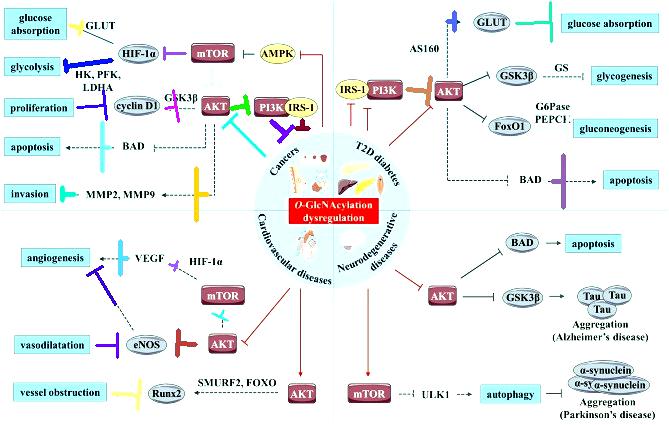 glucose
absorption
GLUT
HIF-1α
mTOR
AMPK
glycolysis
HK, PFK,
LDHA
proliferation
cyclin D1
GSK3β
AKT
PI3K
IRS-1
apoptosis
BAD
invasion
MMP2, MMP9
Cancers
AS160
GLUT
glucose absorption
IRS-1
PI3K
AKT
GSK3β
GS
glycogenesis
FoxO1
G6Pase
PEPCK
gluconeogenesis
BAD
apoptosis
T2D diabetes
O-GlcNAcylation
dysregulation
Cardiovascular diseases
Neurodegenerative
diseases
angiogenesis
VEGF
HIF-1α
mTOR
vasodilatation
eNOS
AKT
vessel obstruction
Runx2
SMURF2, FOXO
AKT
BAD
apoptosis
AKT
GSK3β
Tau
Tau
Tau
Aggregation
(Alzheimer's disease)
mTOR
ULK1
autophagy
α-synuclein
α-sy
α-synuclein
Aggregation
(Parkinson's disease)